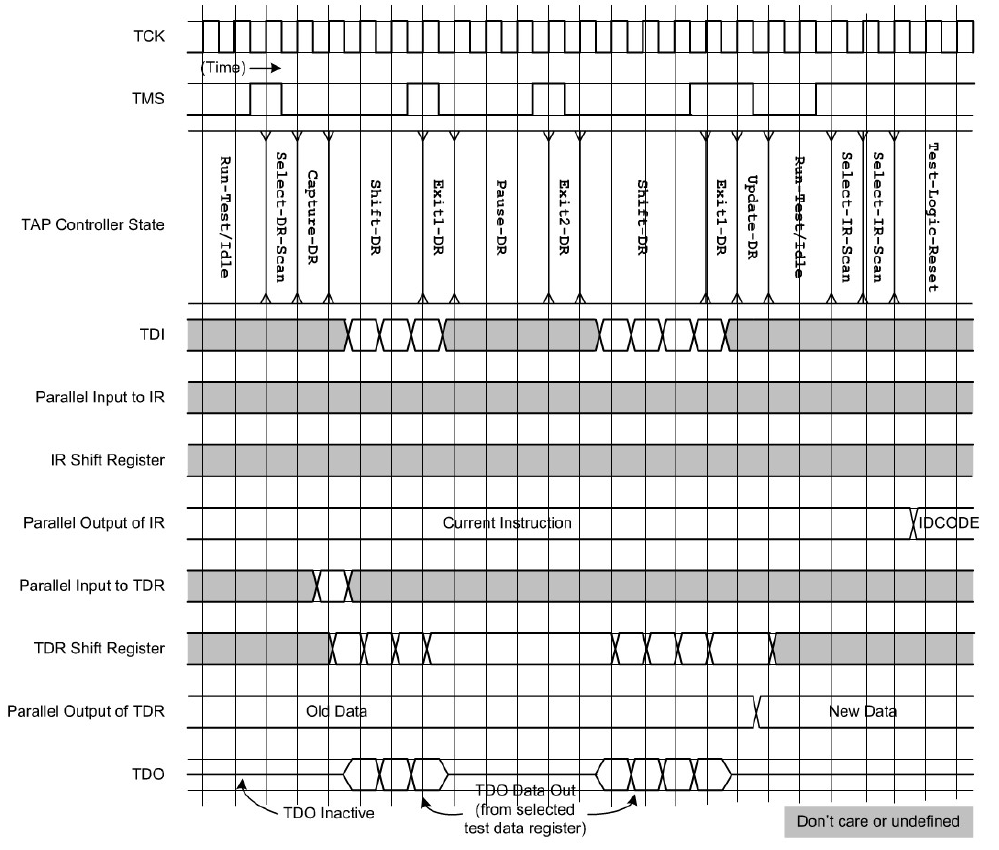 TCK
(Time)
TMS
TAP Controller State
Run-Test/Idle
Select-DR-Scan
Capture-DR
Shift-DR
Exit1-DR
Pause-DR
Exit2-DR
Shift-DR
Exit1-DR
Update-DR
Run-Test/Idle
Select-IR-Scan
Select-IR-Scan
Test-Logic-Reset
TDI
Parallel Input to IR
IR Shift Register
Parallel Output of IR
Current Instruction
IDCODE
Parallel Input to TDR
TDR Shift Register
Parallel Output of TDR
Old Data
New Data
TDO
TDO Inactive
TDO Data Out
(from selected
test data register)
Don't care or undefined